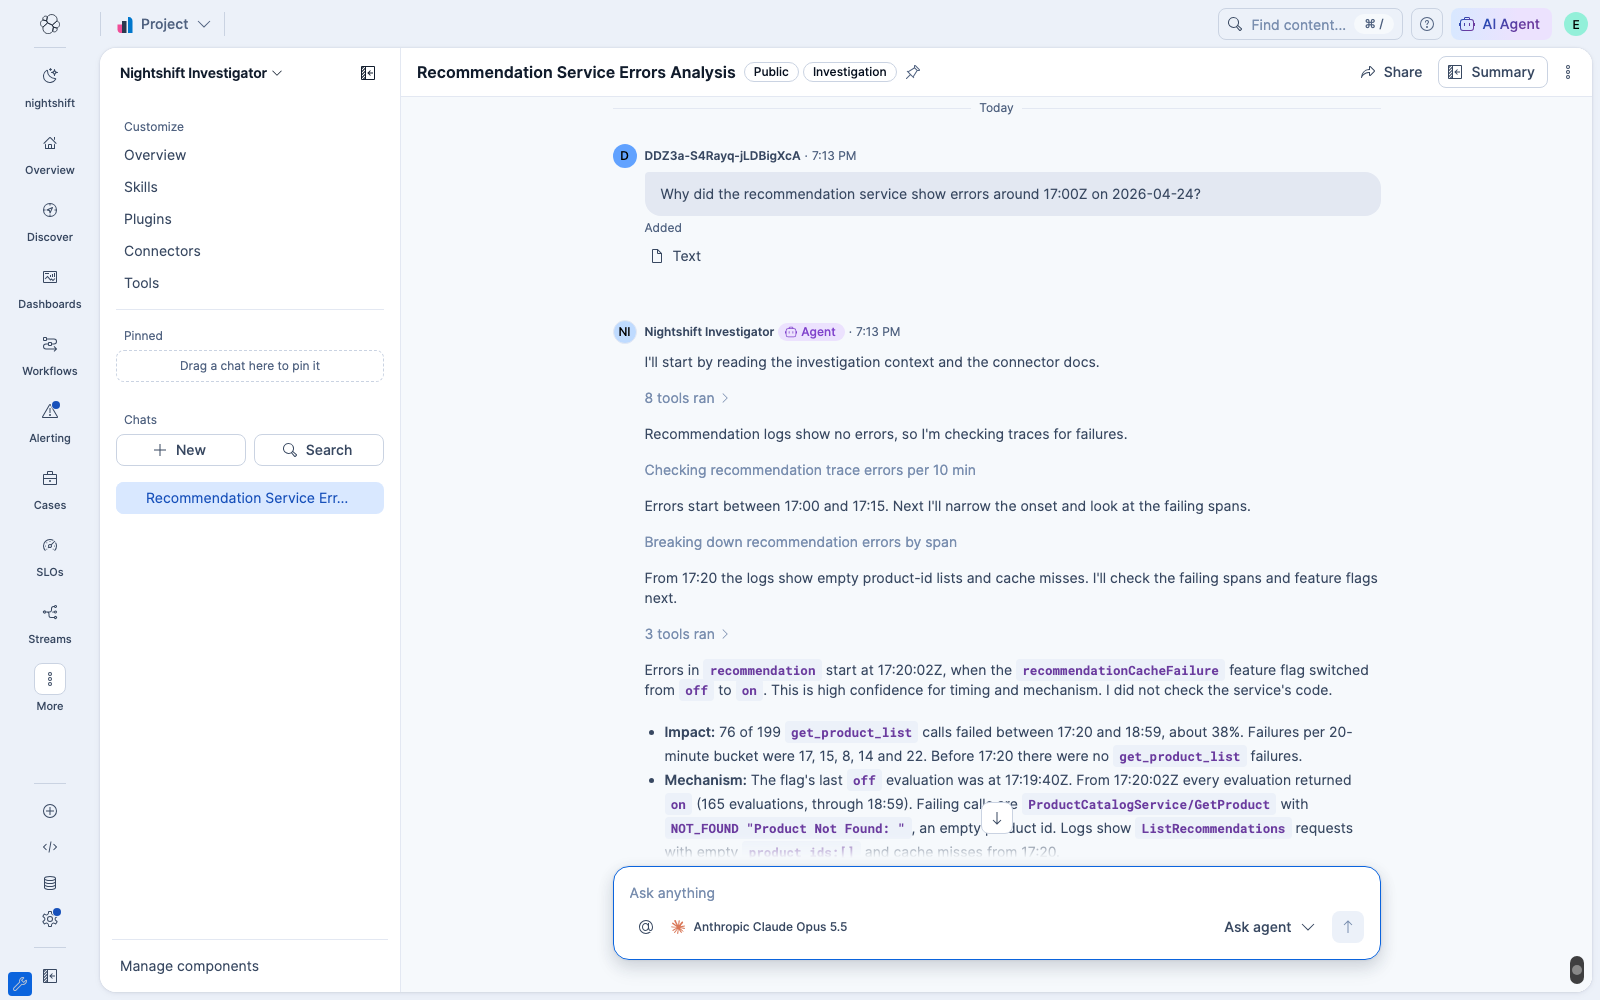 Project
Find content...
⌘ /
AI Agent
E
nightshift
Overview
Discover
Dashboards
Workflows
Alerting
Cases
SLOs
Streams
More
Nightshift Investigator
Customize
Overview
Skills
Plugins
Connectors
Tools
Pinned
Drag a chat here to pin it
Chats
New
Search
Recommendation Service Err...
Manage components
Recommendation Service Errors Analysis
Public
Investigation
Share
Summary
Today
D
DDZ3a-S4Rayq-jLDBigXcA · 7:13 PM
Why did the recommendation service show errors around 17:00Z on 2026-04-24?
Added
Text
NI
Nightshift Investigator Agent · 7:13 PM
I'll start by reading the investigation context and the connector docs.
8 tools ran
Recommendation logs show no errors, so I'm checking traces for failures.
Checking recommendation trace errors per 10 min
Errors start between 17:00 and 17:15. Next I'll narrow the onset and look at the failing spans.
Breaking down recommendation errors by span
From 17:20 the logs show empty product-id lists and cache misses. I'll check the failing spans and feature flags
next.
3 tools ran
Errors in recommendation start at 17:20:02Z, when the recommendationCacheFailure feature flag switched
from off to on. This is high confidence for timing and mechanism. I did not check the service's code.
• Impact: 76 of 199 get_product_list calls failed between 17:20 and 18:59, about 38%. Failures per 20-
minute bucket were 17, 15, 8, 14 and 22. Before 17:20 there were no get_product_list failures.
• Mechanism: The flag's last off evaluation was at 17:19:40Z. From 17:20:02Z every evaluation returned
on (165 evaluations, through 18:59). Failing calls are ProductCatalogService/GetProduct with
NOT_FOUND "Product Not Found: ", an empty product id. Logs show ListRecommendations requests
with empty product_ids:[] and cache misses from 17:20.
Ask anything
@
Anthropic Claude Opus 5.5
Ask agent